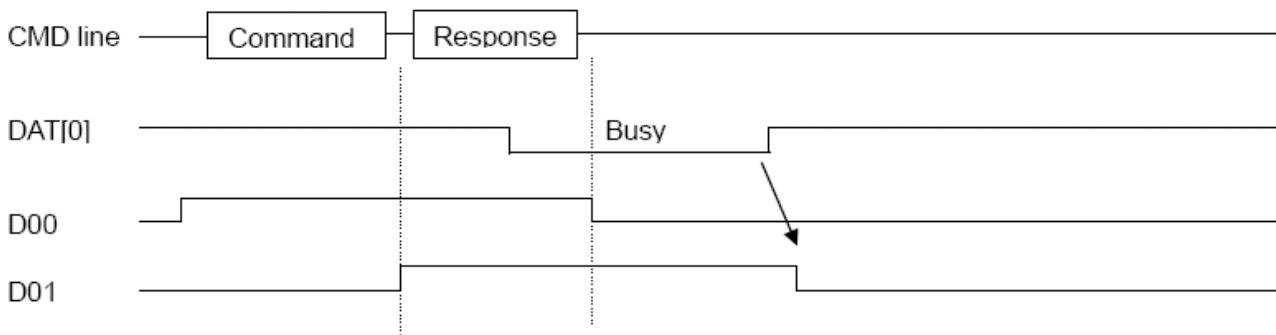 CMD line Command Response
DAT[0] Busy
D00
D01